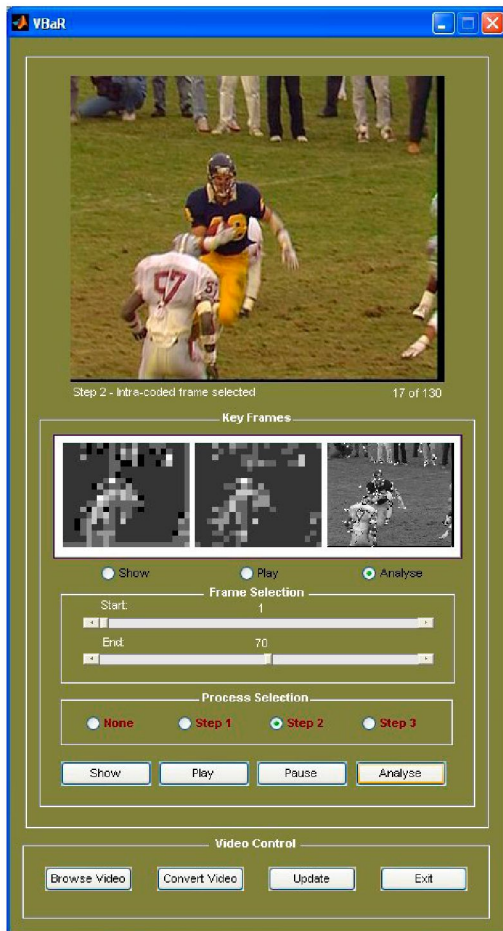 VBaR
48
57
Step 2 - Intra-coded frame selected 17 of 130
Key Frames
Show Play Analyse
Frame Selection
Start: 1
End: 70
Process Selection
None Step 1 Step 2 Step 3
Show Play Pause Analyse
Video Control
Browse Video Convert Video Update Exit